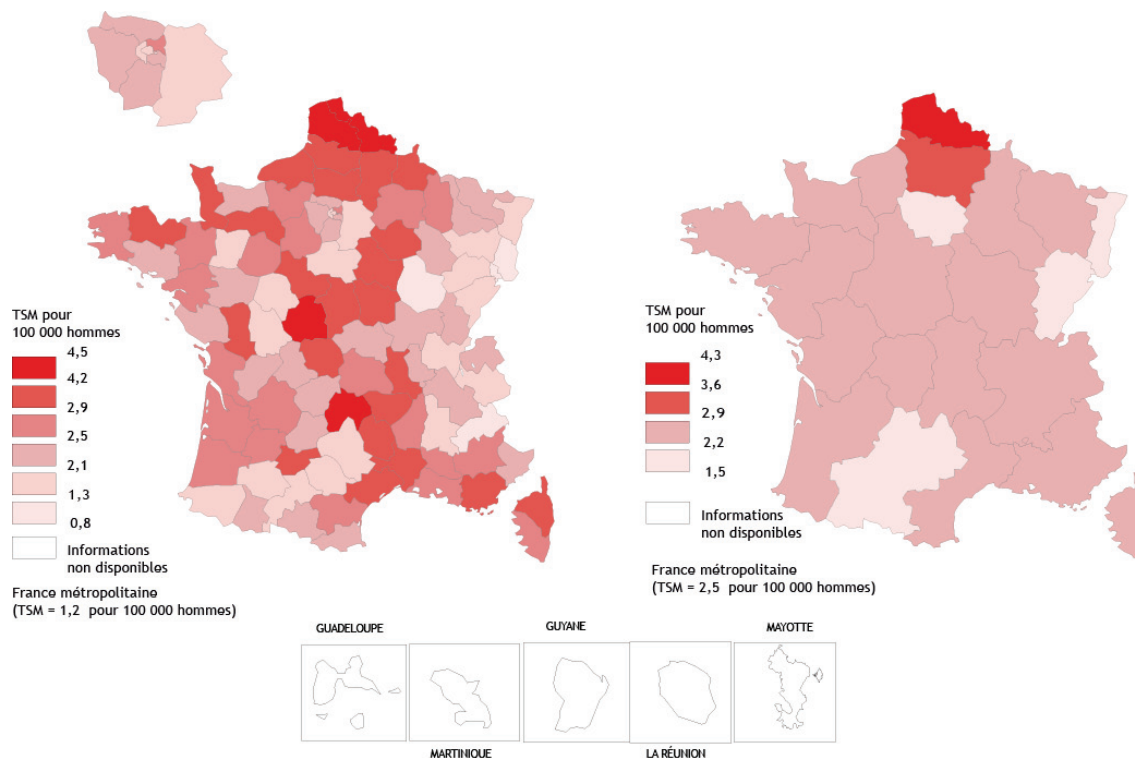 TSM pour
100 000 hommes
4,5
4,2
2,9
2,5
2,1
1,3
0,8
Informations
non disponibles
France métropolitaine
(TSM = 1,2 pour 100 000 hommes)
TSM pour
100 000 hommes
4,3
3,6
2,9
2,2
1,5
Informations
non disponibles
France métropolitaine
(TSM = 2,5 pour 100 000 hommes)
GUADELOUPE
GUYANE
MAYOTTE
MARTINIQUE
LA RÉUNION